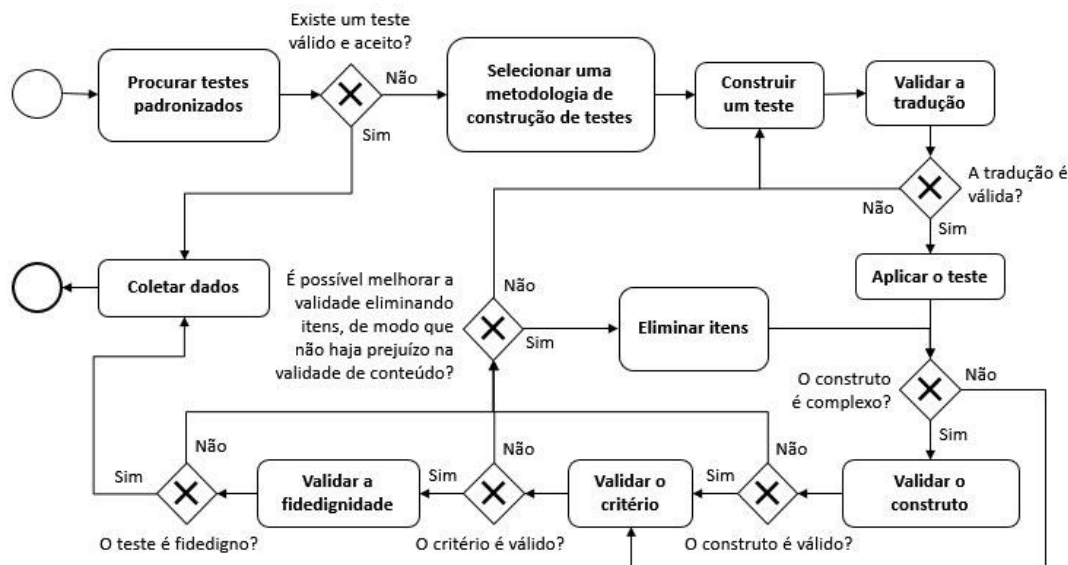 Existe um teste
válido e aceito?
Procurar testes
padronizados
Não
Sim
Selecionar uma
metodologia de
construção de testes
Construir
um teste
Validar a
tradução
A tradução é
válida?
Não
Sim
Aplicar o teste
Coletar dados
É possível melhorar a
validade eliminando
itens, de modo que
não haja prejuízo na
validade de conteúdo?
Não
Sim
Eliminar itens
O construto
é complexo?
Não
Sim
Validar o
construto
Não
Sim
O construto é válido?
Validar o
critério
Não
Sim
O critério é válido?
Validar a
fidedignidade
Não
Sim
O teste é fidedigno?